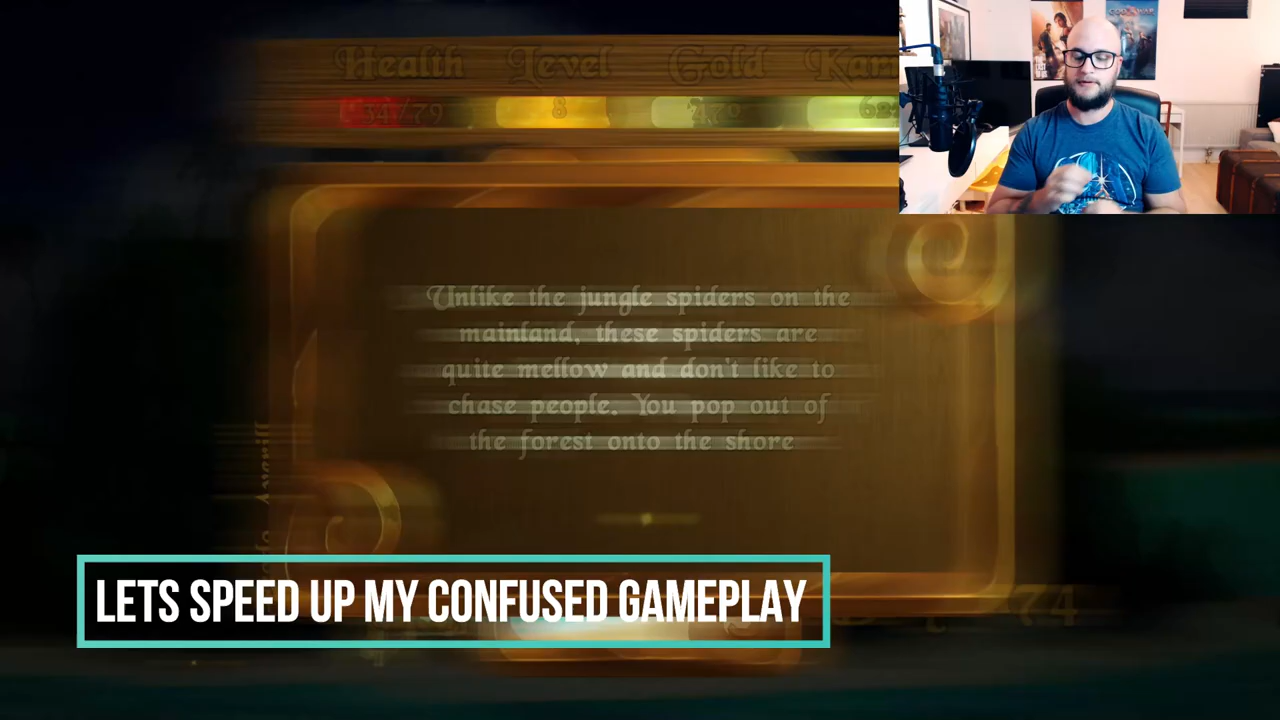 Health Level Gold
34/79 8 470 62
Unlike the jungle spiders on the
mainland, these spiders are
quite mellow and don't like to
chase people. You pop out of
the forest onto the shore
74
LETS SPEED UP MY CONFUSED GAMEPLAY